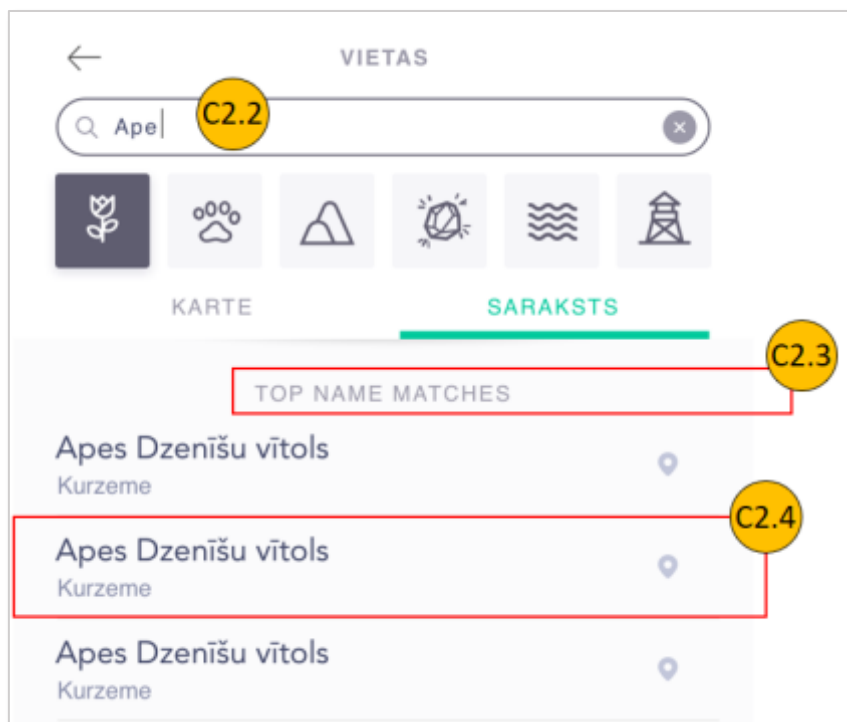 VIETAS
Ape C2.2
KARTE SARAKSTS
C2.3
TOP NAME MATCHES
Apes Dzenīšu vītols
Kurzeme
C2.4
Apes Dzenīšu vītols
Kurzeme
Apes Dzenīšu vītols
Kurzeme